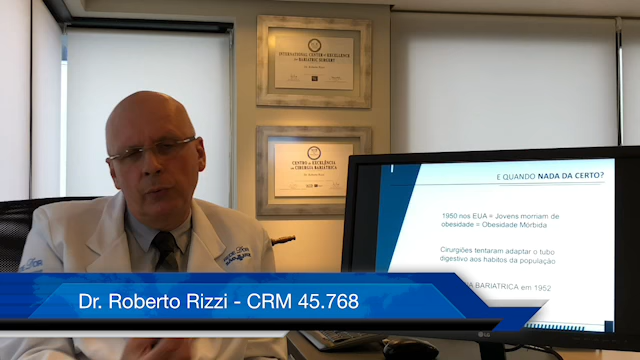 INTERNATIONAL CENTER of EXCELLENCE
for BARIATRIC SURGERY
CENTRO de EXCELÊNCIA
em CIRURGIA BARIÁTRICA
E QUANDO NADA DA CERTO?
1950 nos EUA = Jovens morriam de
obesidade = Obesidade Mórbida
Cirurgiões tentaram adaptar o tubo
digestivo aos hábitos da população
BARIATRICA em 1952
Dr. Roberto Rizzi - CRM 45.768
LG